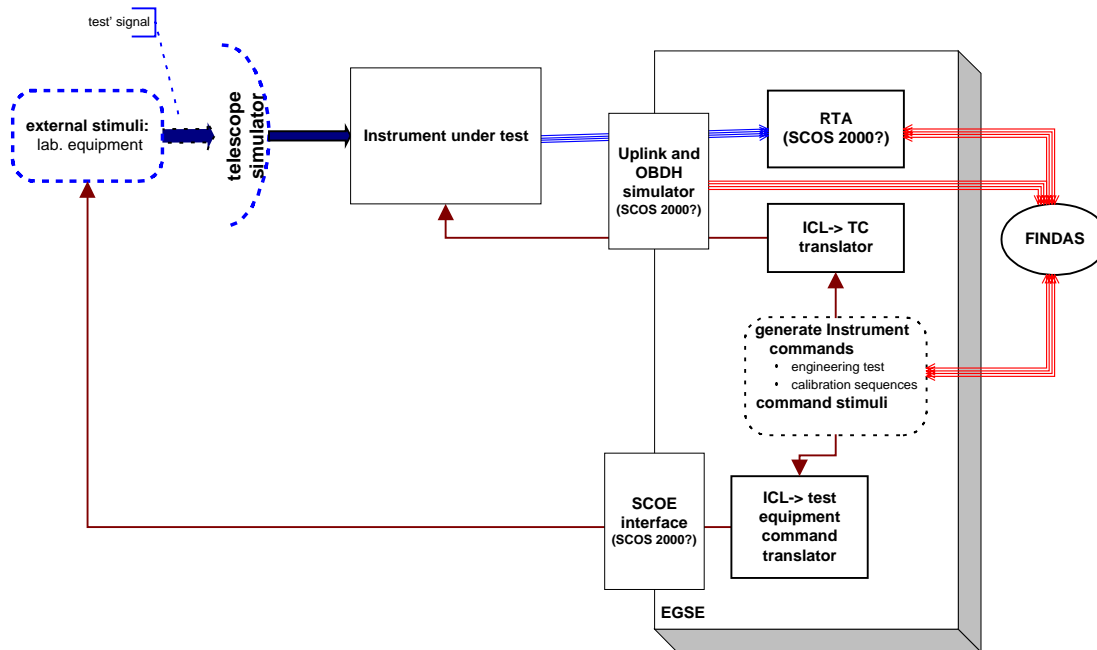 test' signal
external stimuli:
lab. equipment
telescope
simulator
Instrument under test
Uplink and
OBDH
simulator
(SCOS 2000?)
RTA
(SCOS 2000?)
ICL-> TC
translator
FINDAS
generate Instrument
commands
• engineering test
• calibration sequences
command stimuli
SCOE
interface
(SCOS 2000?)
ICL-> test
equipment
command
translator
EGSE